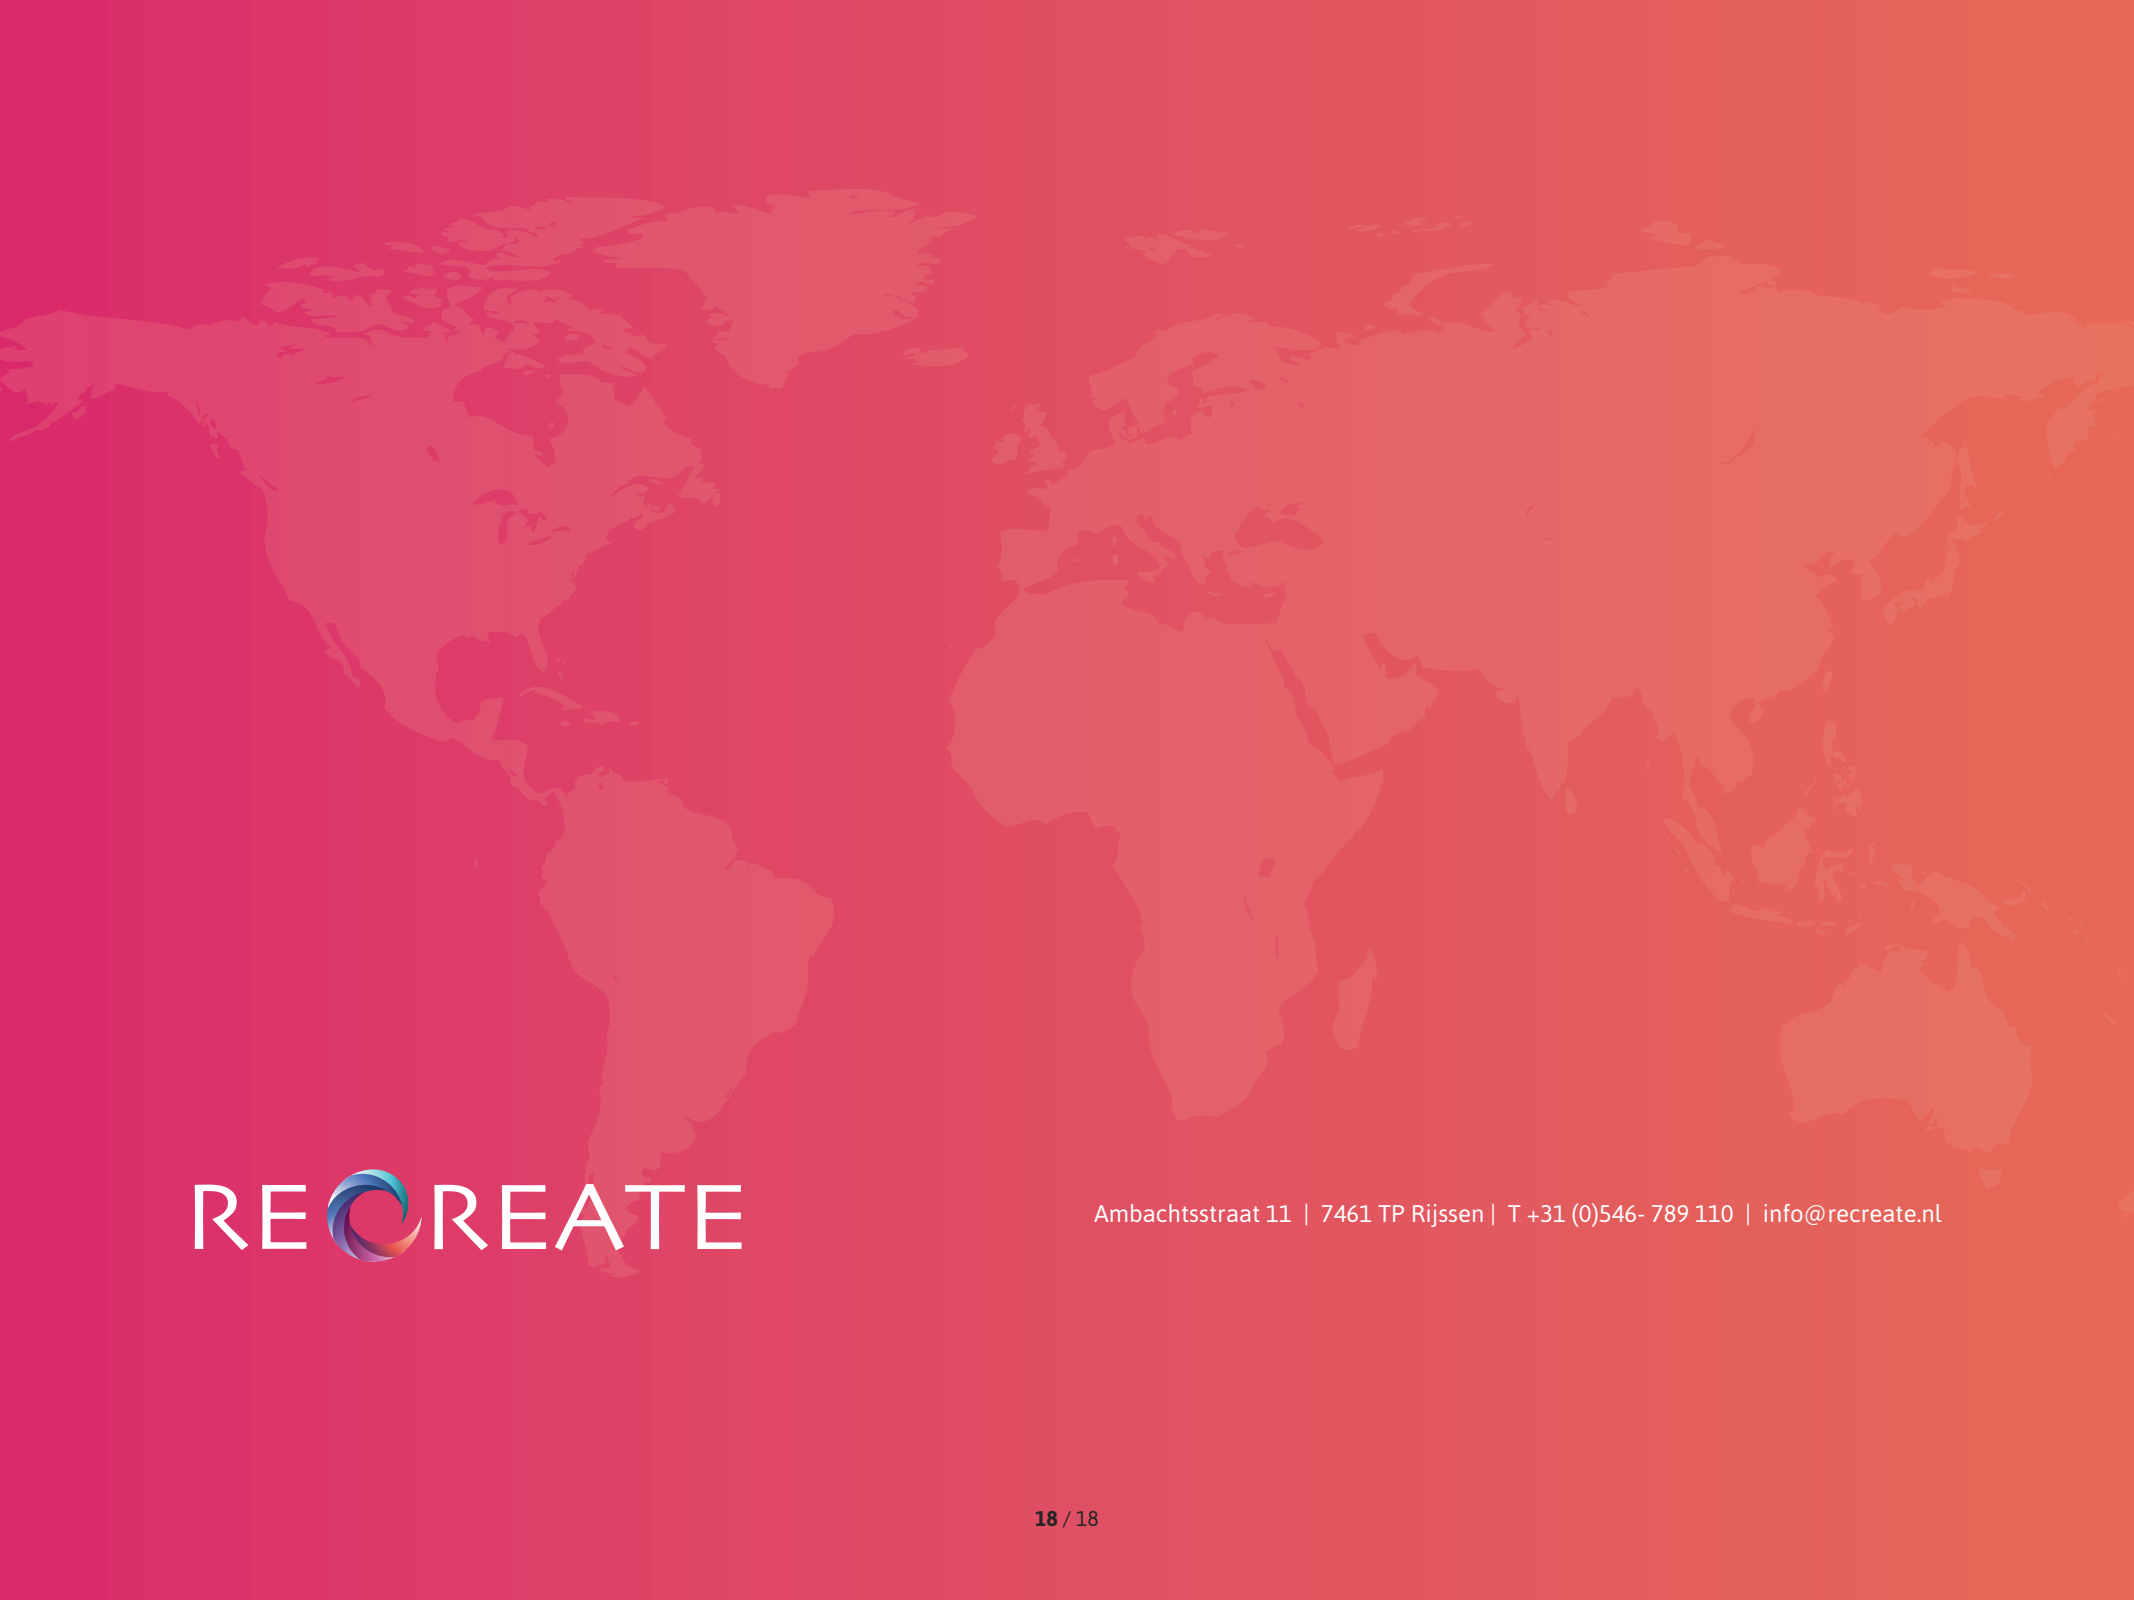 RECREATE
Ambachtsstraat 11 | 7461 TP Rijssen | T +31 (0)546- 789 110 | info@recreate.nl
18 / 18